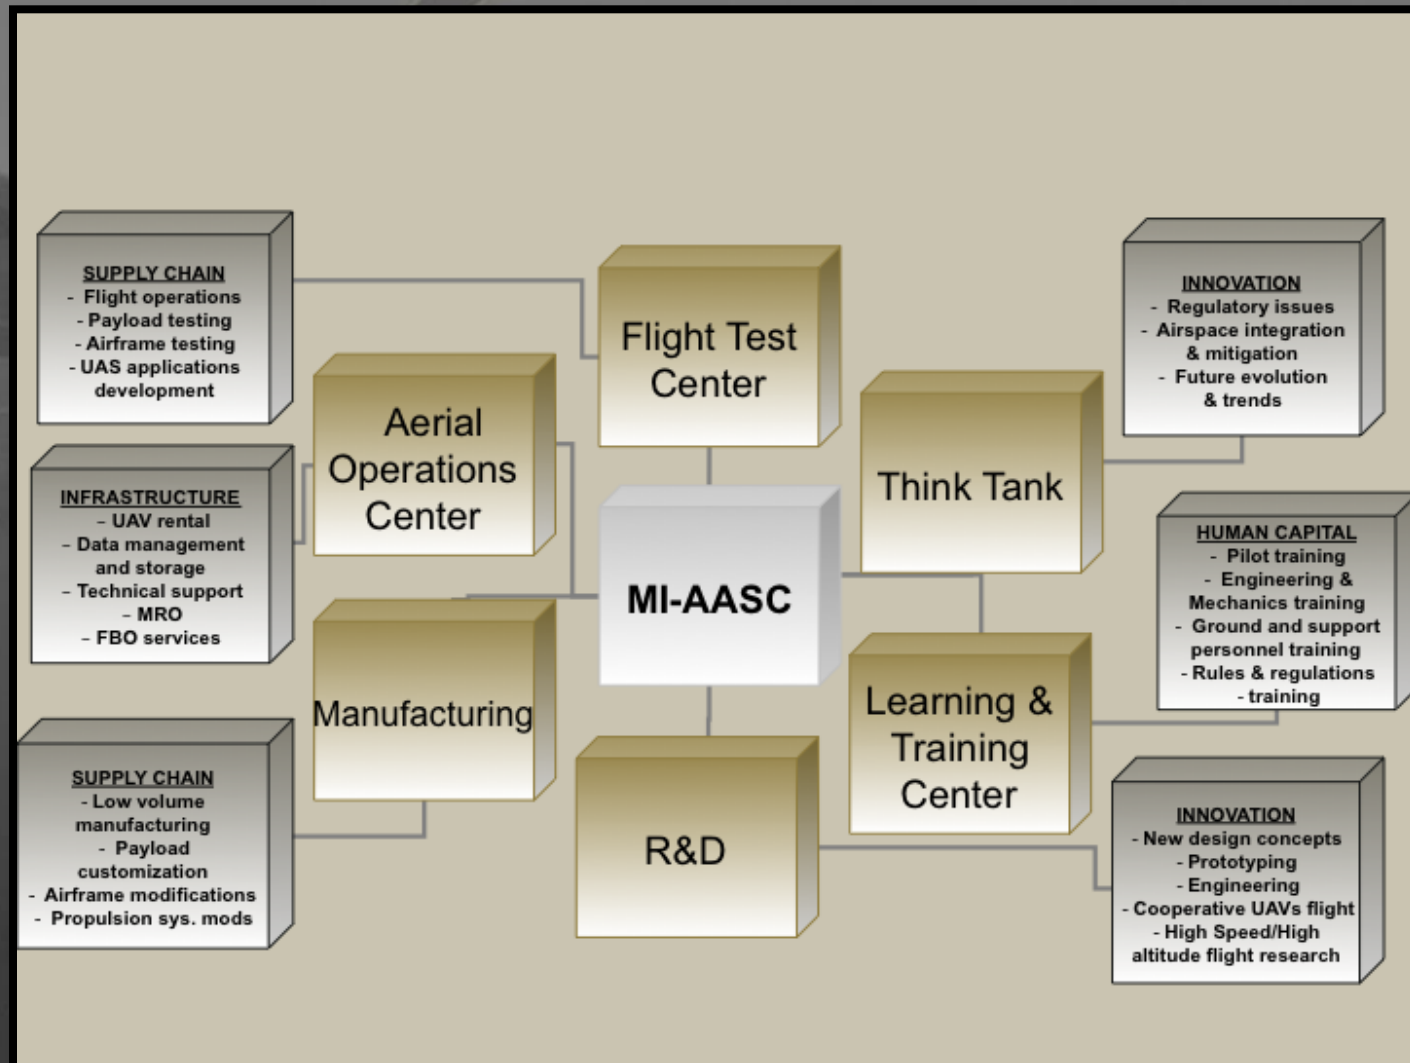 SUPPLY CHAIN
- Flight operations
- Payload testing
- Airframe testing
- UAS applications
development
Flight Test
Center
INNOVATION
- Regulatory issues
- Airspace integration
& mitigation
- Future evolution
& trends
Aerial
Operations
Center
Think Tank
INFRASTRUCTURE
– UAV rental
– Data management
and storage
– Technical support
– MRO
– FBO services
MI-AASC
HUMAN CAPITAL
- Pilot training
- Engineering &
Mechanics training
- Ground and support
personnel training
- Rules & regulations
- training
Manufacturing
Learning &
Training
Center
SUPPLY CHAIN
- Low volume
manufacturing
- Payload
customization
- Airframe modifications
- Propulsion sys. mods
R&D
INNOVATION
- New design concepts
- Prototyping
- Engineering
- Cooperative UAVs flight
- High Speed/High
altitude flight research